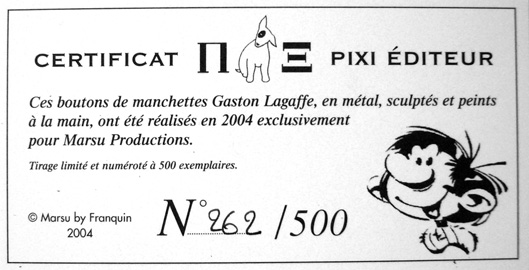 CERTIFICAT Π Ξ PIXI ÉDITEUR
Ces boutons de manchettes Gaston Lagaffe, en métal, sculptés et peints
à la main, ont été réalisés en 2004 exclusivement
pour Marsu Productions.
Tirage limité et numéroté à 500 exemplaires.
© Marsu by Franquin
2004
N° 262 /500